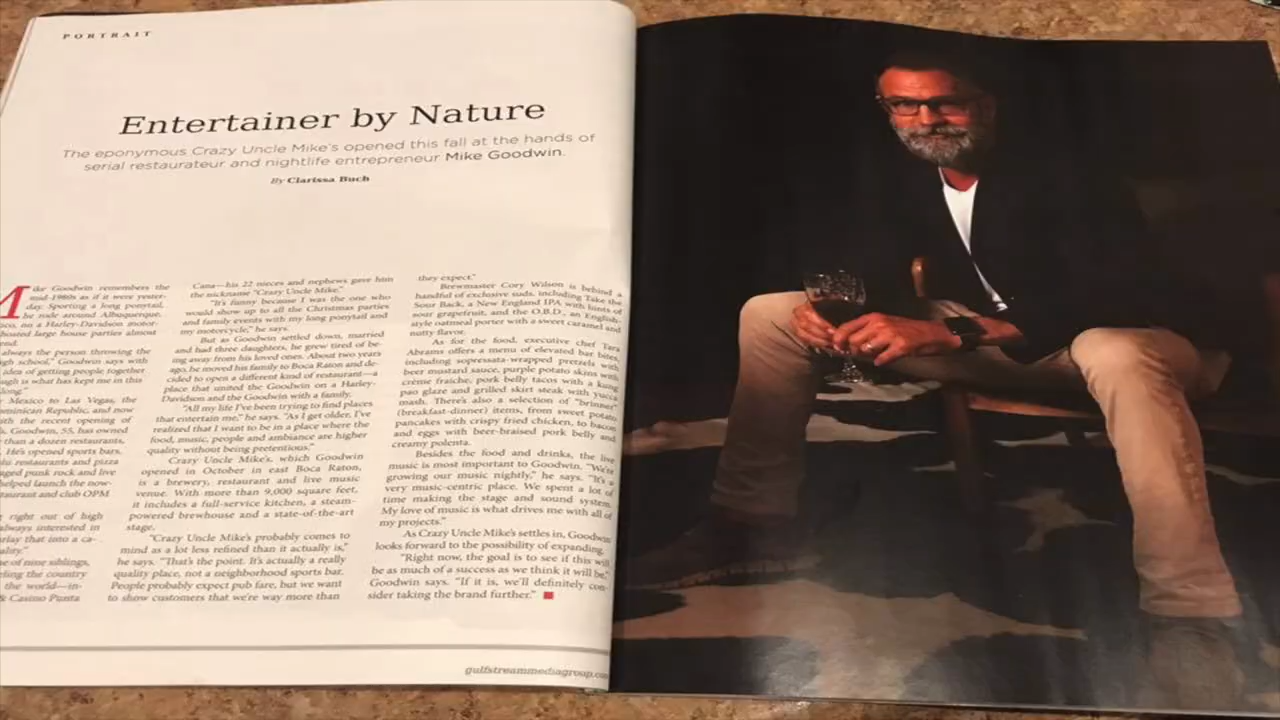 PORTRAIT
Entertainer by Nature
The eponymous Crazy Uncle Mike's opened this fall at the hands of
serial restaurateur and nightlife entrepreneur Mike Goodwin.
By Clarissa Buch
ike Goodwin remembers the
mid-1980s as if it were yester-
day. Sporting a long ponytail,
he rode around Albuquerque,
no a Harley-Davidson motor-
hosted large house parties almost
always the person throwing the
school," Goodwin says with
idea of getting people together
is what has kept me in this
Mexico to Las Vegas, the
Republic, and now
the recent opening of
Goodwin, 55, has owned
than a dozen restaurants,
He's opened sports bars,
restaurants and pizza
punk rock and live
helped launch the now-
and club OPM
right out of high
always interested in
that into a ca-
of nine siblings,
the country
the world—in-
& Casino Punta
Cana—his 22 nieces and nephews gave him
the nickname "Crazy Uncle Mike."
"It's funny because I was the one who
would show up to all the Christmas parties
and family events with my long ponytail and
my motorcycle," he says.
But as Goodwin settled down, married
and had three daughters, he grew tired of be-
ing away from his loved ones. About two years
ago, he moved his family to Boca Raton and de-
cided to open a different kind of restaurant—a
place that united the Goodwin on a Harley-
Davidson and the Goodwin with a family.
"All my life I've been trying to find places
that entertain me," he says. "As I get older, I've
realized that I want to be in a place where the
food, music, people and ambiance are higher
quality without being pretentious."
Crazy Uncle Mike's, which Goodwin
opened in October in east Boca Raton,
is a brewery, restaurant and live music
venue. With more than 9,000 square feet,
it includes a full-service kitchen, a steam-
powered brewhouse and a state-of-the-art
stage.
"Crazy Uncle Mike's probably comes to
mind as a lot less refined than it actually is,"
he says. "That's the point. It's actually a really
quality place, not a neighborhood sports bar.
People probably expect pub fare, but we want
to show customers that we're way more than
they expect."
Brewmaster Cory Wilson is behind a
handful of exclusive suds, including Take the
Sour Back, a New England IPA with hints of
sour grapefruit, and the O.B.D., an English-
style oatmeal porter with a sweet caramel and
nutty flavor.
As for the food, executive chef Tara
Abrams offers a menu of elevated bar bites,
including sopressata-wrapped pretzels with
beer mustard sauce, purple potato skins with
crème fraîche, pork belly tacos with a kung
pao glaze and grilled skirt steak with yucca
mash. There's also a selection of "brinner"
(breakfast-dinner) items, from sweet potato
pancakes with crispy fried chicken, to bacon
and eggs with beer-braised pork belly and
creamy polenta.
Besides the food and drinks, the live
music is most important to Goodwin. "We're
growing our music nightly," he says. "It's a
very music-centric place. We spent a lot of
time making the stage and sound system.
My love of music is what drives me with all of
my projects."
As Crazy Uncle Mike's settles in, Goodwin
looks forward to the possibility of expanding.
"Right now, the goal is to see if this will
be as much of a success as we think it will be,"
Goodwin says. "If it is, we'll definitely con-
sider taking the brand further."
gulfstreammediagroup.co